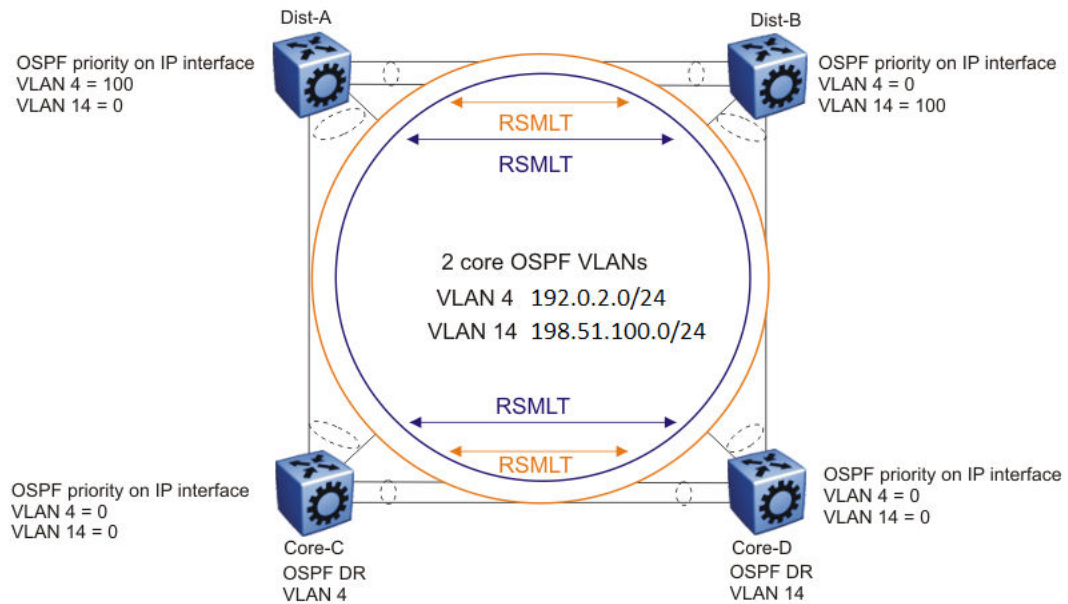 Dist-A
Dist-B
OSPF priority on IP interface
VLAN 4 = 100
VLAN 14 = 0
OSPF priority on IP interface
VLAN 4 = 0
VLAN 14 = 100
RSMLT
RSMLT
2 core OSPF VLANs
VLAN 4 192.0.2.0/24
VLAN 14 198.51.100.0/24
RSMLT
RSMLT
OSPF priority on IP interface
VLAN 4 = 0
VLAN 14 = 0
OSPF priority on IP interface
VLAN 4 = 0
VLAN 14 = 0
Core-C
OSPF DR
VLAN 4
Core-D
OSPF DR
VLAN 14